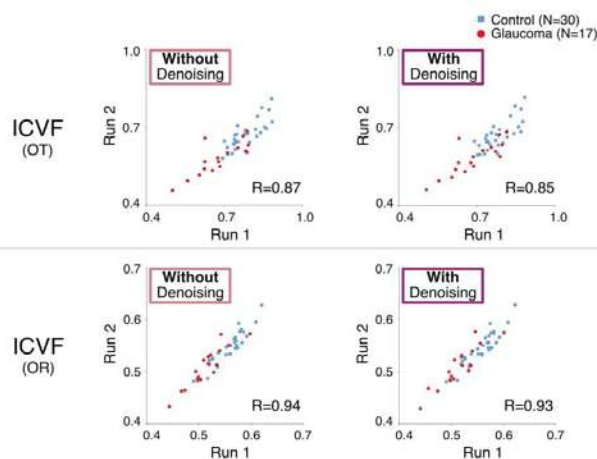 Control (N=30)
Glaucoma (N=17)
ICVF
(OT)
Without
Denoising
1.0
0.7
0.4
Run 2
R=0.87
0.4 0.7 1.0
Run 1
With
Denoising
1.0
0.7
0.4
Run 2
R=0.85
0.4 0.7 1.0
Run 1
ICVF
(OR)
Without
Denoising
0.7
0.6
0.5
0.4
Run 2
R=0.94
0.4 0.5 0.6 0.7
Run 1
With
Denoising
0.7
0.6
0.5
0.4
Run 2
R=0.93
0.4 0.5 0.6 0.7
Run 1